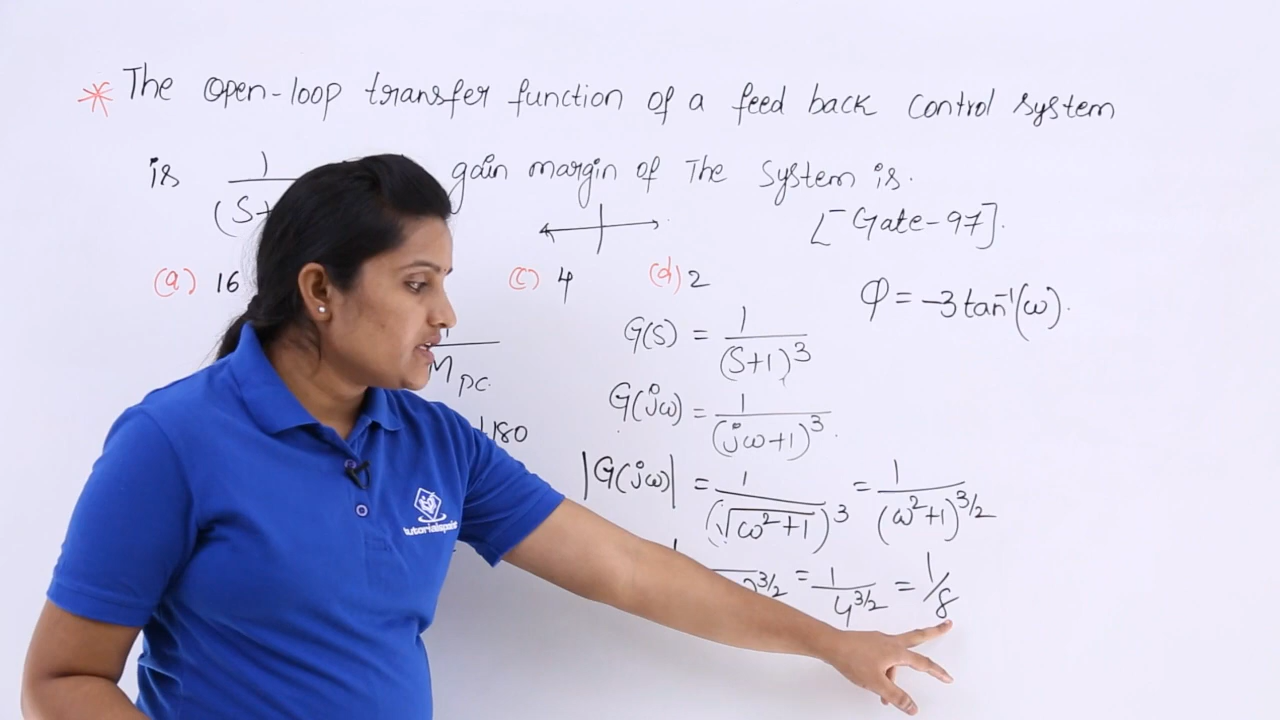 * The open-loop transfer function of a feed back control system
is 1/(S+ gain margin of The System is.
[Gate-97].
(a) 16 (c) 4 (d) 2
φ = -3 tan⁻¹(ω).
G(S) = 1/(S+1)³
Mpc.
G(jω) = 1/(jω+1)³.
+180
|G(jω)| = 1/(√ω²+1)³ = 1/(ω²+1)^3/2
)^3/2 = 1/4^3/2 = 1/8
tutorialspoint